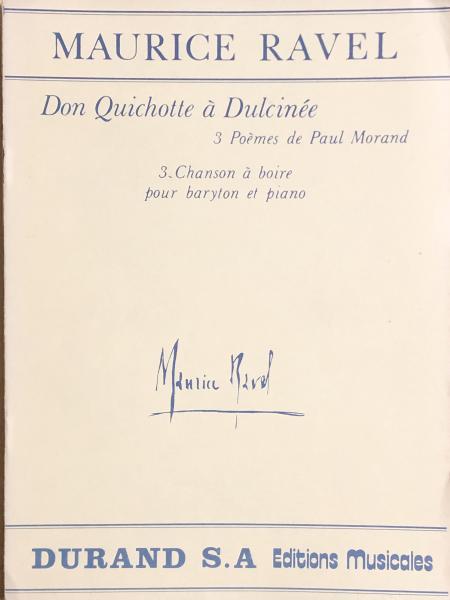 MAURICE RAVEL
Don Quichotte à Dulcinée
3 Poèmes de Paul Morand
3-Chanson à boire
pour baryton et piano
Maurice Ravel
DURAND S.A Editions Musicales